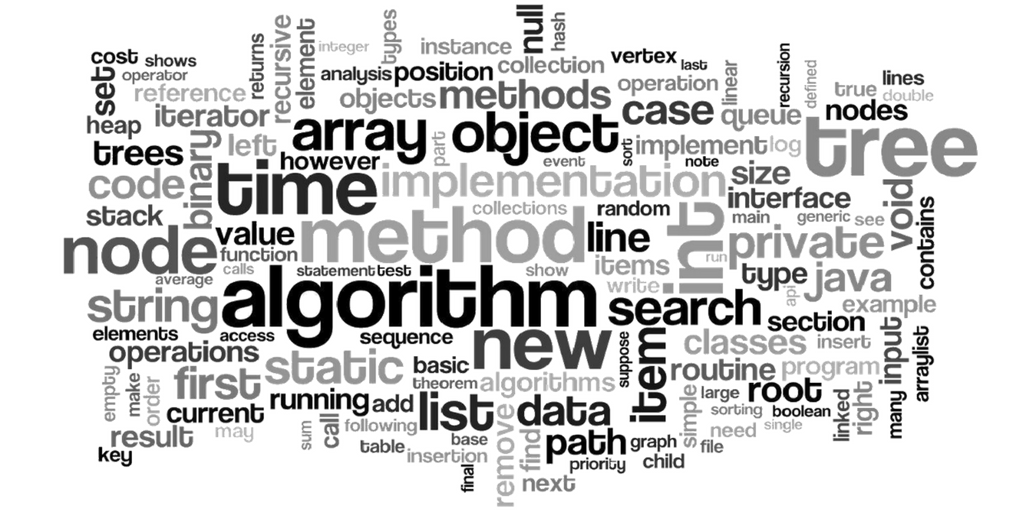 null
hash
types
recursive
element
integer
instance
cost
shows
returns
set
operator
reference
analysis
position
collection
vertex
last
operation
linear
recursion
defined
true
lines
double
nodes
objects
methods
case
queue
iterator
heap
left
array
object
part
sort
implement
log
tree
trees
binary
however
event
note
size
code
time
implementation
interface
void
contains
stack
collections
random
int
main
generic
see
node
value
method
line
private
function
run
calls
statement
test
show
items
type
java
average
write
api
string
algorithm
search
example
elements
access
sequence
section
new
suppose
item
classes
insert
input
arraylist
operations
static
basic
routine
program
empty
make
order
first
theorem
algorithms
large
root
many
current
running
add
list
data
simple
sorting
boolean
linked
right
result
may
sum
call
following
remove
find
path
graph
need
single
key
table
base
insertion
file
final
priority
child
next